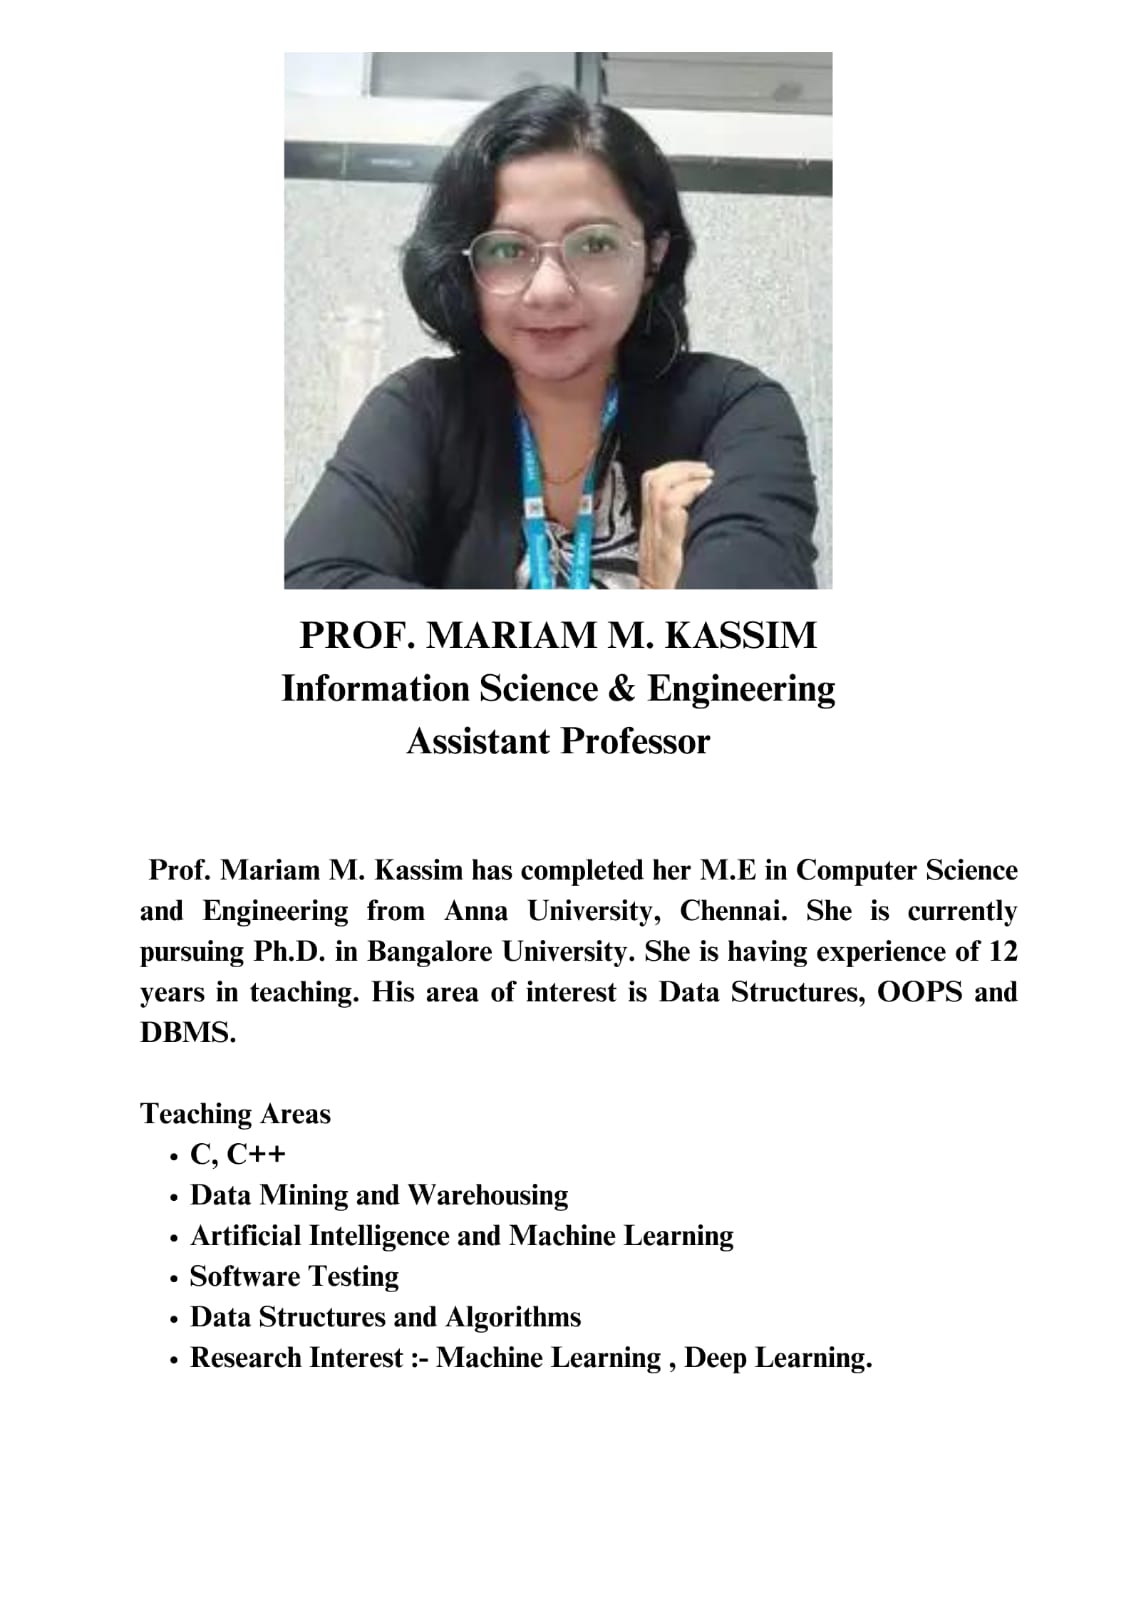 PROF. MARIAM M. KASSIM
Information Science & Engineering
Assistant Professor
Prof. Mariam M. Kassim has completed her M.E in Computer Science
and Engineering from Anna University, Chennai. She is currently
pursuing Ph.D. in Bangalore University. She is having experience of 12
years in teaching. His area of interest is Data Structures, OOPS and
DBMS.
Teaching Areas
• C, C++
• Data Mining and Warehousing
• Artificial Intelligence and Machine Learning
• Software Testing
• Data Structures and Algorithms
• Research Interest :- Machine Learning , Deep Learning.